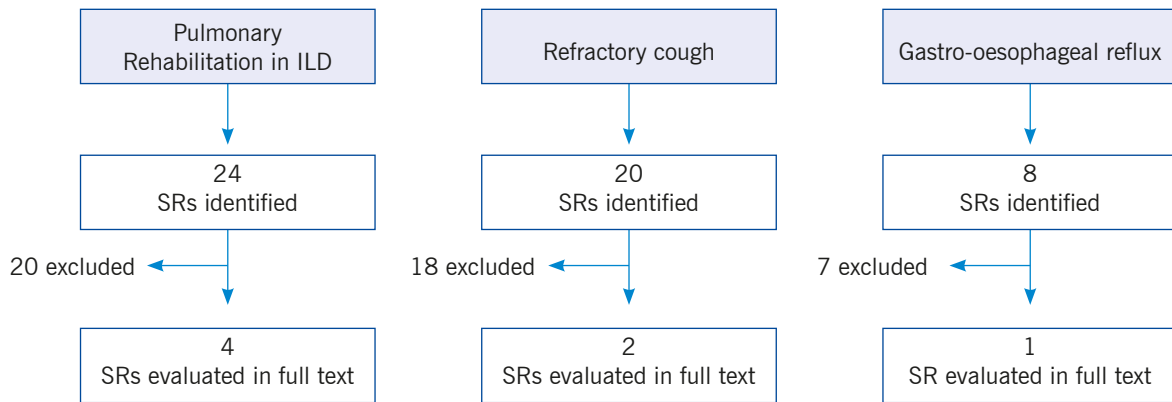 Pulmonary
Rehabilitation in ILD
24
SRs identified
20 excluded
4
SRs evaluated in full text
Refractory cough
20
SRs identified
18 excluded
2
SRs evaluated in full text
Gastro-oesophageal reflux
8
SRs identified
7 excluded
1
SR evaluated in full text